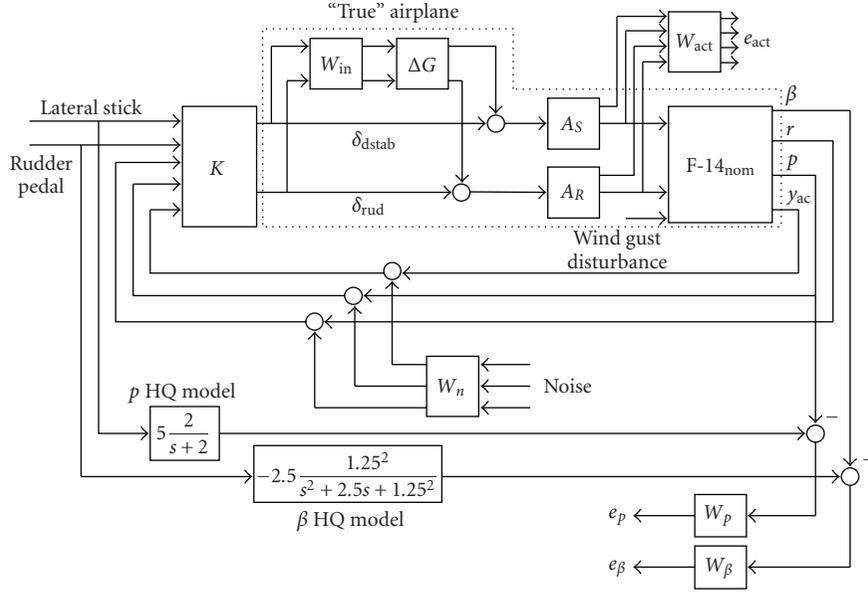 “True” airplane
W_in
ΔG
W_act
e_act
Lateral stick
Rudder
pedal
K
δ_dstab
δ_rud
A_S
A_R
F-14_nom
β
r
p
y_ac
Wind gust
disturbance
W_n
Noise
p HQ model
5 2/(s + 2)
−
−2.5 1.25²/(s² + 2.5s + 1.25²)
−
β HQ model
e_p
W_p
e_β
W_β